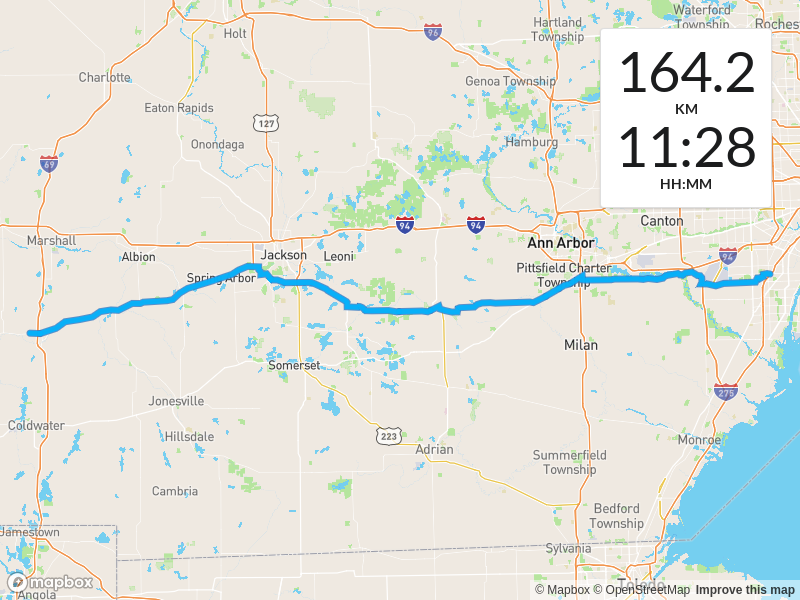 Waterford
Township
Hartland
Township
Roches
Holt
96
Charlotte
Genoa Township
Eaton Rapids
127
Onondaga
Hamburg
69
164.2
KM
11:28
HH:MM
Canton
Marshall
94
94
Ann Arbor
Albion
Jackson
Leoni
94
Spring Arbor
Pittsfield Charter
Township
Milan
Somerset
275
Jonesville
Coldwater
Hillsdale
223
Adrian
Monroe
Summerfield
Township
Cambria
Bedford
Township
Jamestown
Sylvania
Toledo
Angola
mapbox
© Mapbox © OpenStreetMap Improve this map